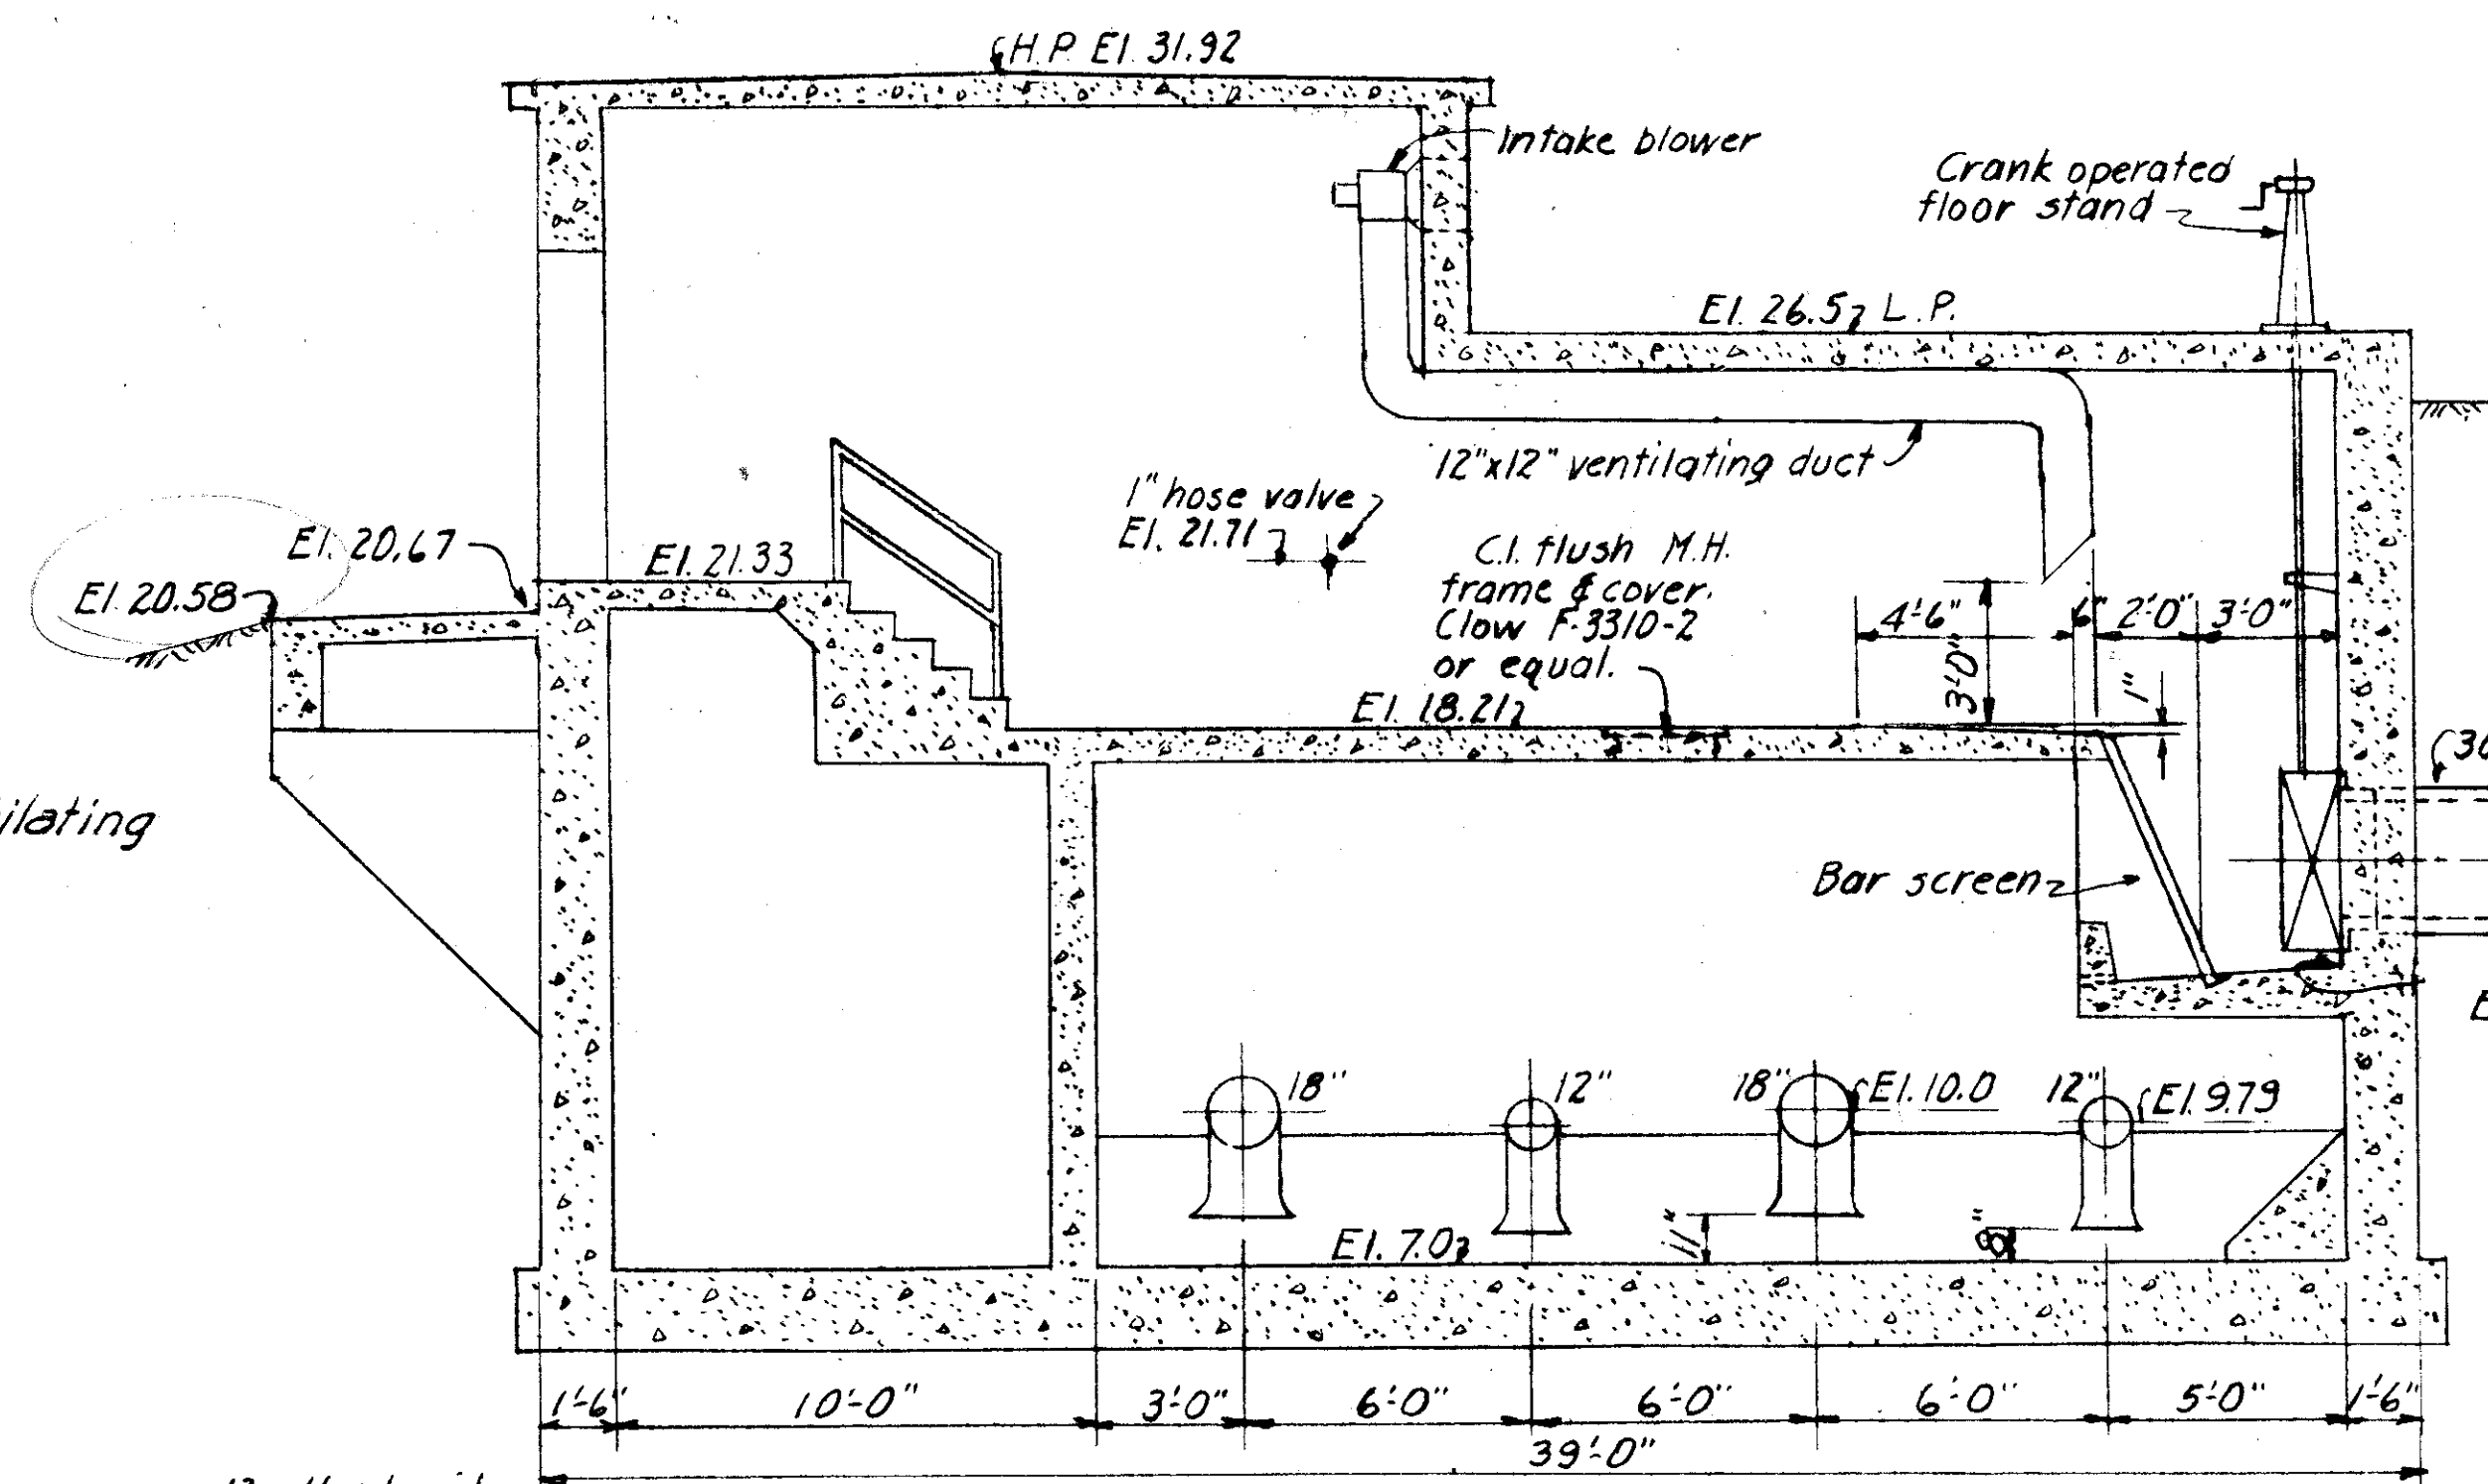 H.P. El. 31.92
Intake blower
Crank operated
floor stand
El. 26.5 L.P.
12"x12" ventilating duct
1" hose valve
El. 21.71
C.I. flush M.H.
frame & cover.
Clow F-3310-2
or equal.
El. 20.67
El. 21.33
El. 20.58
4'-6" 6" 2'-0" 3'-0"
3'-0"
1"
El. 18.21
30
ilating
Bar screen
E
18" 12" 18" El. 10.0 12" El. 9.79
El. 7.0
11"
8"
1'-6" 10'-0" 3'-0" 6'-0" 6'-0" 6'-0" 5'-0" 1'-6"
39'-0"